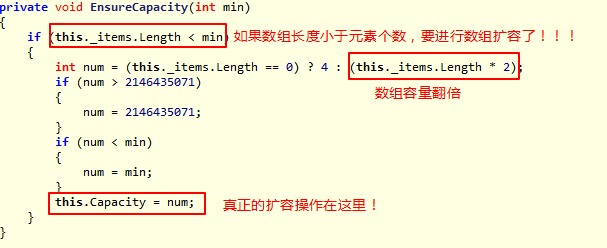 private void EnsureCapacity(int min)
{
if (this._items.Length < min) 如果数组长度小于元素个数，要进行数组扩容了！！！
{
int num = (this._items.Length == 0) ? 4 : (this._items.Length * 2);
if (num > 2146435071)
数组容量翻倍
{
num = 2146435071;
}
if (num < min)
{
num = min;
}
this.Capacity = num; 真正的扩容操作在这里！
}
}